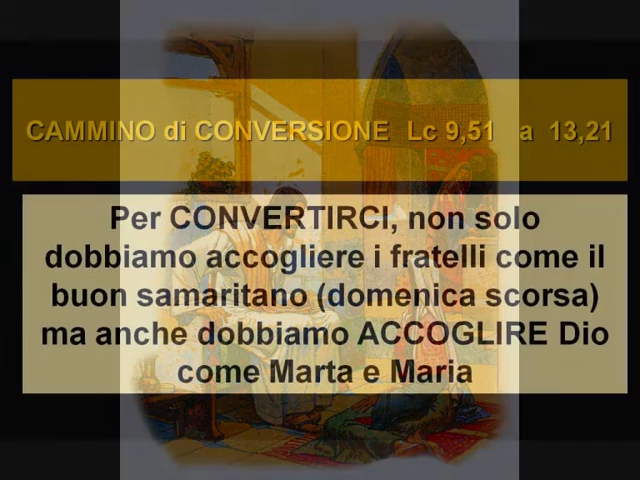 CAMMINO di CONVERSIONE Lc 9,51 a 13,21
Per CONVERTIRCI, non solo
dobbiamo accogliere i fratelli come il
buon samaritano (domenica scorsa)
ma anche dobbiamo ACCOGLIRE Dio
come Marta e Maria